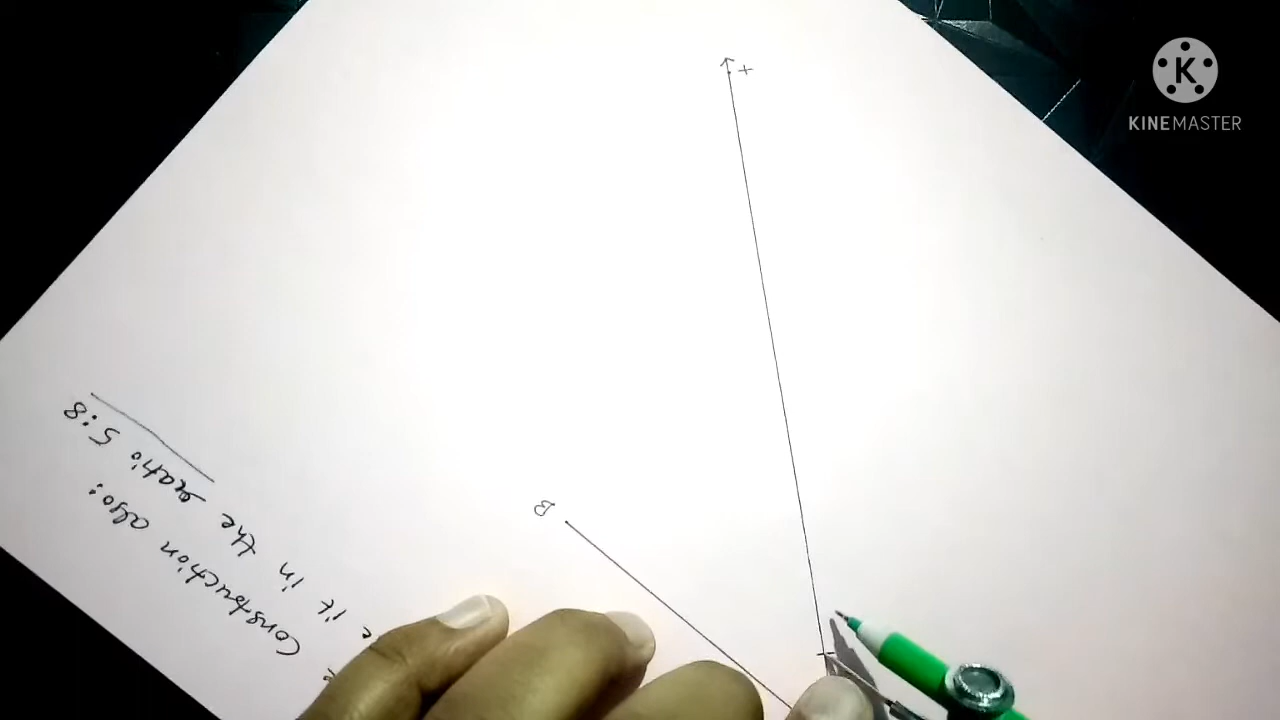 e it in the ratio 5:8
Construction also:
B
X
K
KINEMASTER